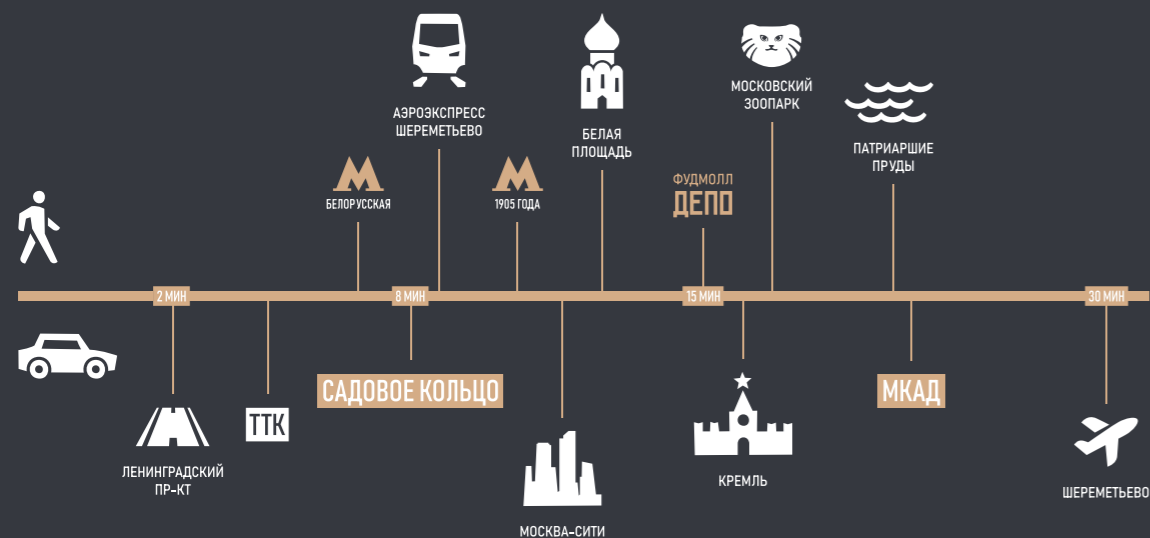 АЭРОЭКСПРЕСС
ШЕРЕМЕТЬЕВО
БЕЛАЯ
ПЛОЩАДЬ
МОСКОВСКИЙ
ЗООПАРК
ПАТРИАРШИЕ
ПРУДЫ
БЕЛОРУССКАЯ
1905 ГОДА
ФУДМОЛЛ
ДЕПО
2 МИН
8 МИН
15 МИН
30 МИН
ЛЕНИНГРАДСКИЙ
ПР-КТ
ТТК
САДОВОЕ КОЛЬЦО
МОСКВА-СИТИ
КРЕМЛЬ
МКАД
ШЕРЕМЕТЬЕВО